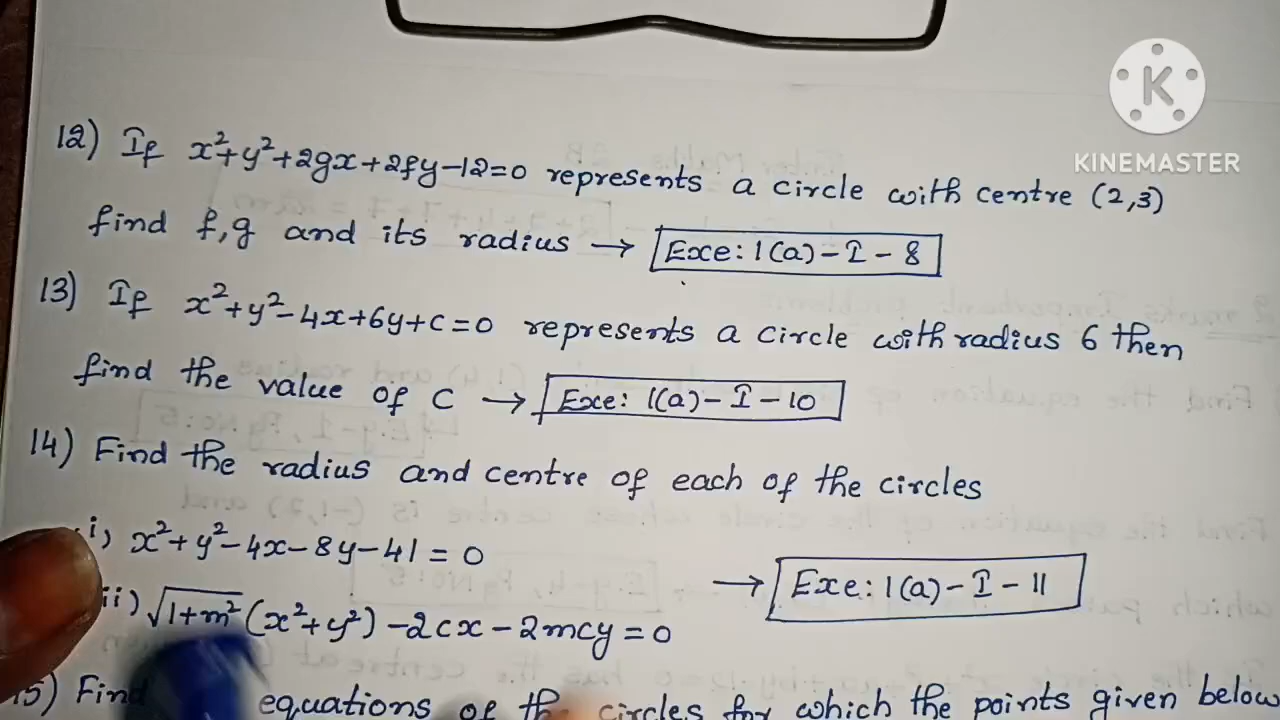 KINEMASTER
12) If x²+y²+2gx+2fy-12=0 represents a circle with centre (2,3)
find f,g and its radius → Exe: 1(a)-I-8
13) If x²+y²-4x+6y+c=0 represents a circle with radius 6 then
find the value of C → Exe: 1(a)-I-10
14) Find the radius and centre of each of the circles
i) x²+y²-4x-8y-41=0
ii) √1+m² (x²+y²) -2cx-2mcy=0 → Exe: 1(a)-I-11
15) Find equations of the circles for which the points given below